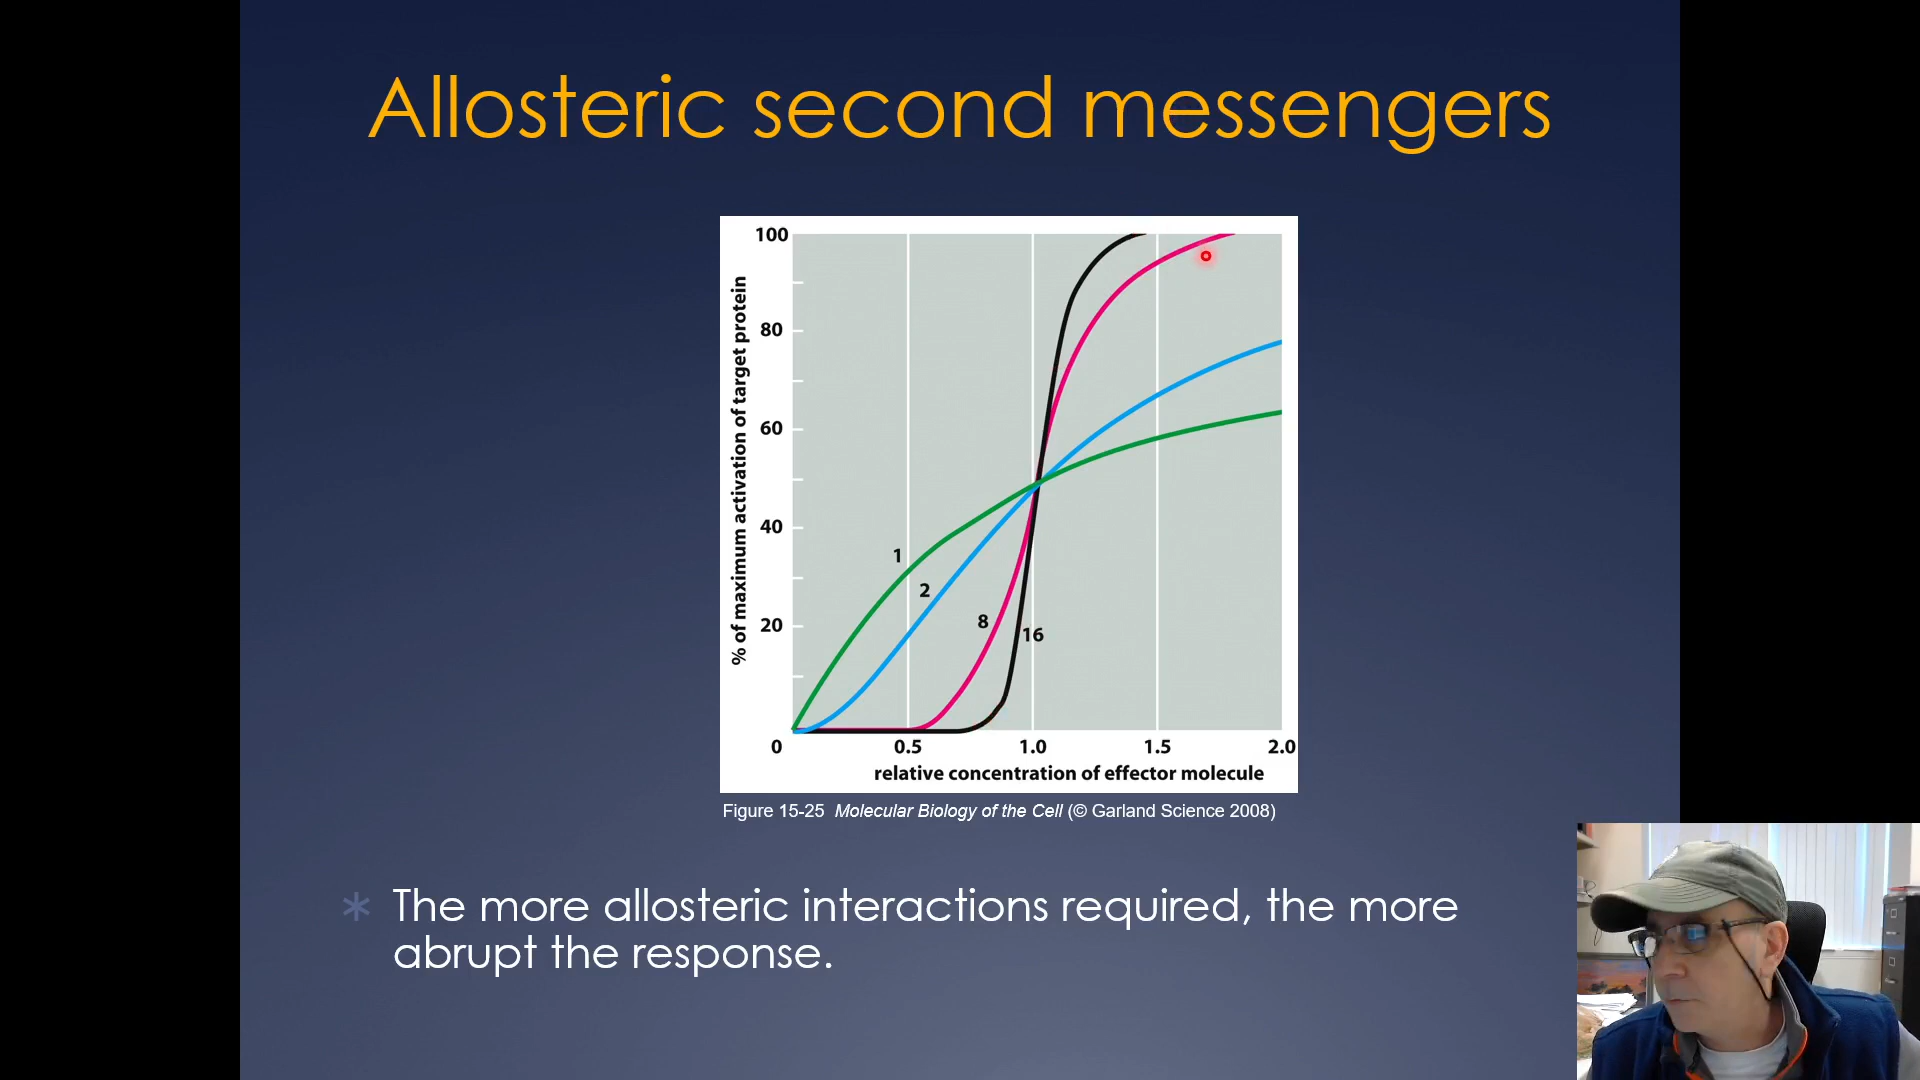 Allosteric second messengers
% of maximum activation of target protein
100
80
60
40
20
0
1
2
8
16
0.5 1.0 1.5 2.0
relative concentration of effector molecule
Figure 15-25 Molecular Biology of the Cell (© Garland Science 2008)
* The more allosteric interactions required, the more
abrupt the response.